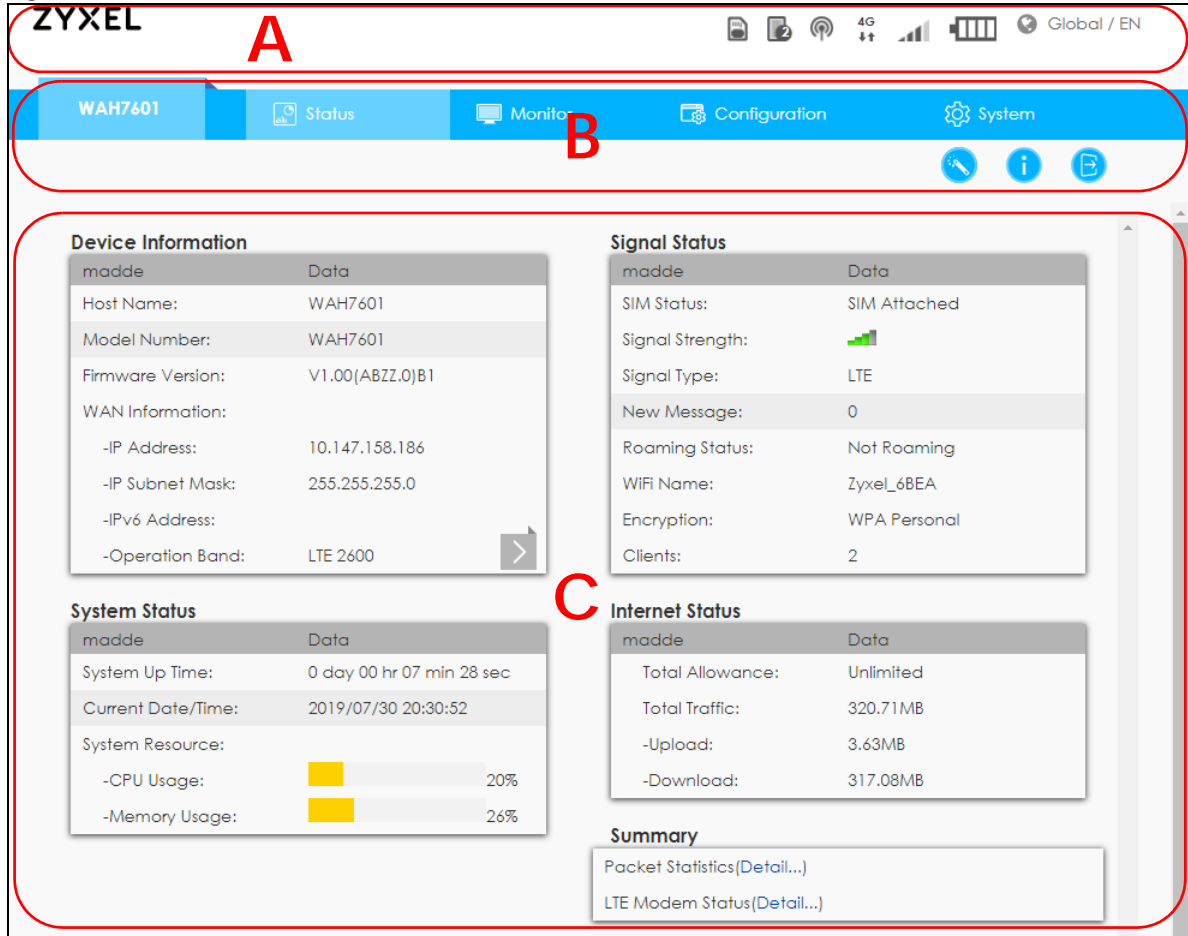 ZYXEL
A
2
4G
Global / EN
WAH7601
Status
Monitor
Configuration
System
B
i
Device Information
madde Data
Host Name: WAH7601
Model Number: WAH7601
Firmware Version: V1.00(ABZZ.0)B1
WAN Information:
-IP Address: 10.147.158.186
-IP Subnet Mask: 255.255.255.0
-IPv6 Address:
-Operation Band: LTE 2600
Signal Status
madde Data
SIM Status: SIM Attached
Signal Strength:
Signal Type: LTE
New Message: 0
Roaming Status: Not Roaming
WiFi Name: Zyxel_6BEA
Encryption: WPA Personal
Clients: 2
C
System Status
madde Data
System Up Time: 0 day 00 hr 07 min 28 sec
Current Date/Time: 2019/07/30 20:30:52
System Resource:
-CPU Usage: 20%
-Memory Usage: 26%
Internet Status
madde Data
Total Allowance: Unlimited
Total Traffic: 320.71MB
-Upload: 3.63MB
-Download: 317.08MB
Summary
Packet Statistics(Detail...)
LTE Modem Status(Detail...)